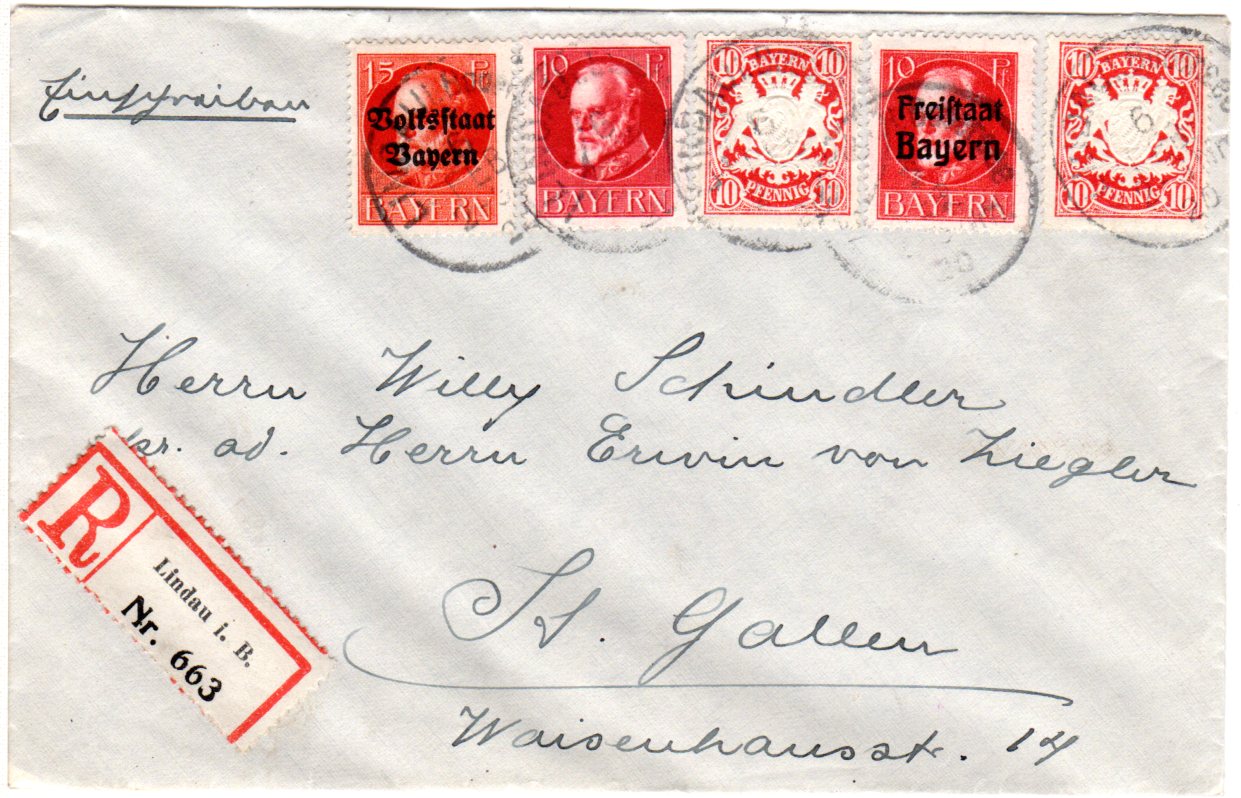 Einschreiben
15 Pf
Volksstaat
Bayern
BAYERN
10 Pf
BAYERN
10 BAYERN 10
10 PFENNIG 10
10 Pf
Freistaat
Bayern
BAYERN
10 BAYERN 10
10 PFENNIG 10
Herrn Willy Schindler
pr. ad. Herrn Erwin von Ziegler
R
Lindau i. B.
Nr. 663
St. Gallen
Waisenhausstr. 14